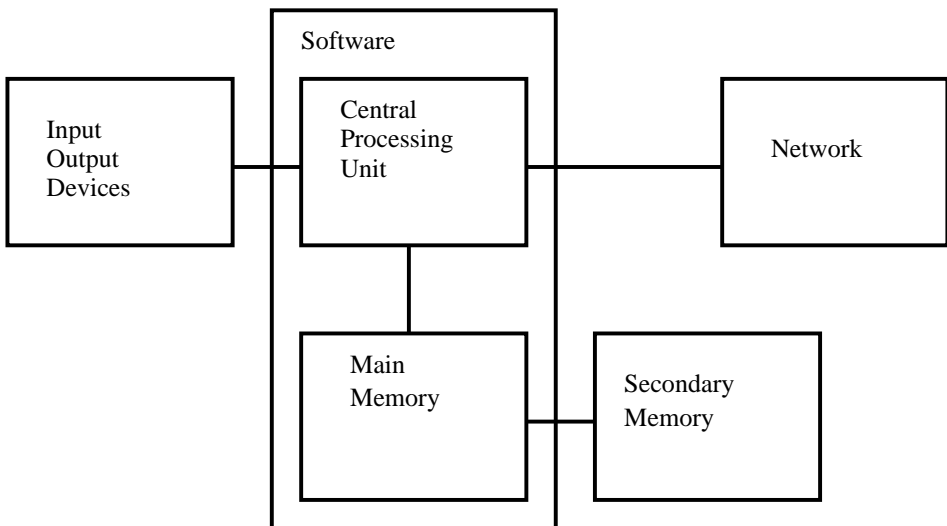 Software
Input
Output
Devices
Central
Processing
Unit
Network
Main
Memory
Secondary
Memory